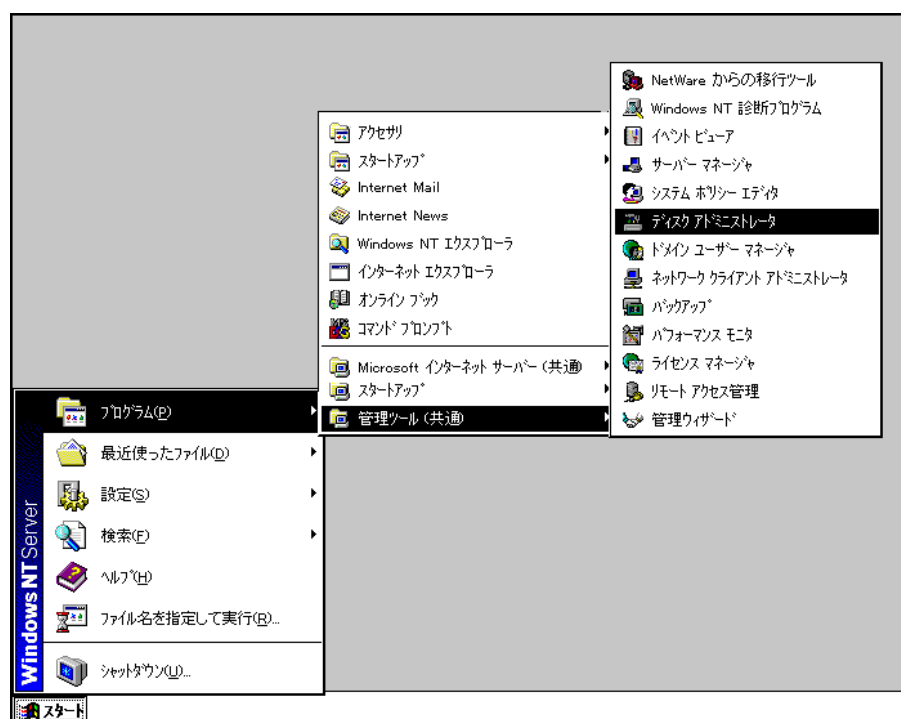 NetWare からの移行ツール
Windows NT 診断プログラム
イベント ビューア
サーバー マネージャ
システム ポリシー エディタ
ディスク アドミニストレータ
ドメイン ユーザー マネージャ
ネットワーク クライアント アドミニストレータ
バックアップ
パフォーマンス モニタ
ライセンス マネージャ
リモート アクセス管理
管理ウィザード
アクセサリ
スタートアップ
Internet Mail
Internet News
Windows NT エクスプローラ
インターネット エクスプローラ
オンライン ブック
コマンド プロンプト
Microsoft インターネット サーバー (共通)
スタートアップ
管理ツール (共通)
プログラム(P)
最近使ったファイル(D)
設定(S)
検索(F)
ヘルプ(H)
ファイル名を指定して実行(R)...
シャットダウン(U)...
Windows NT Server
スタート